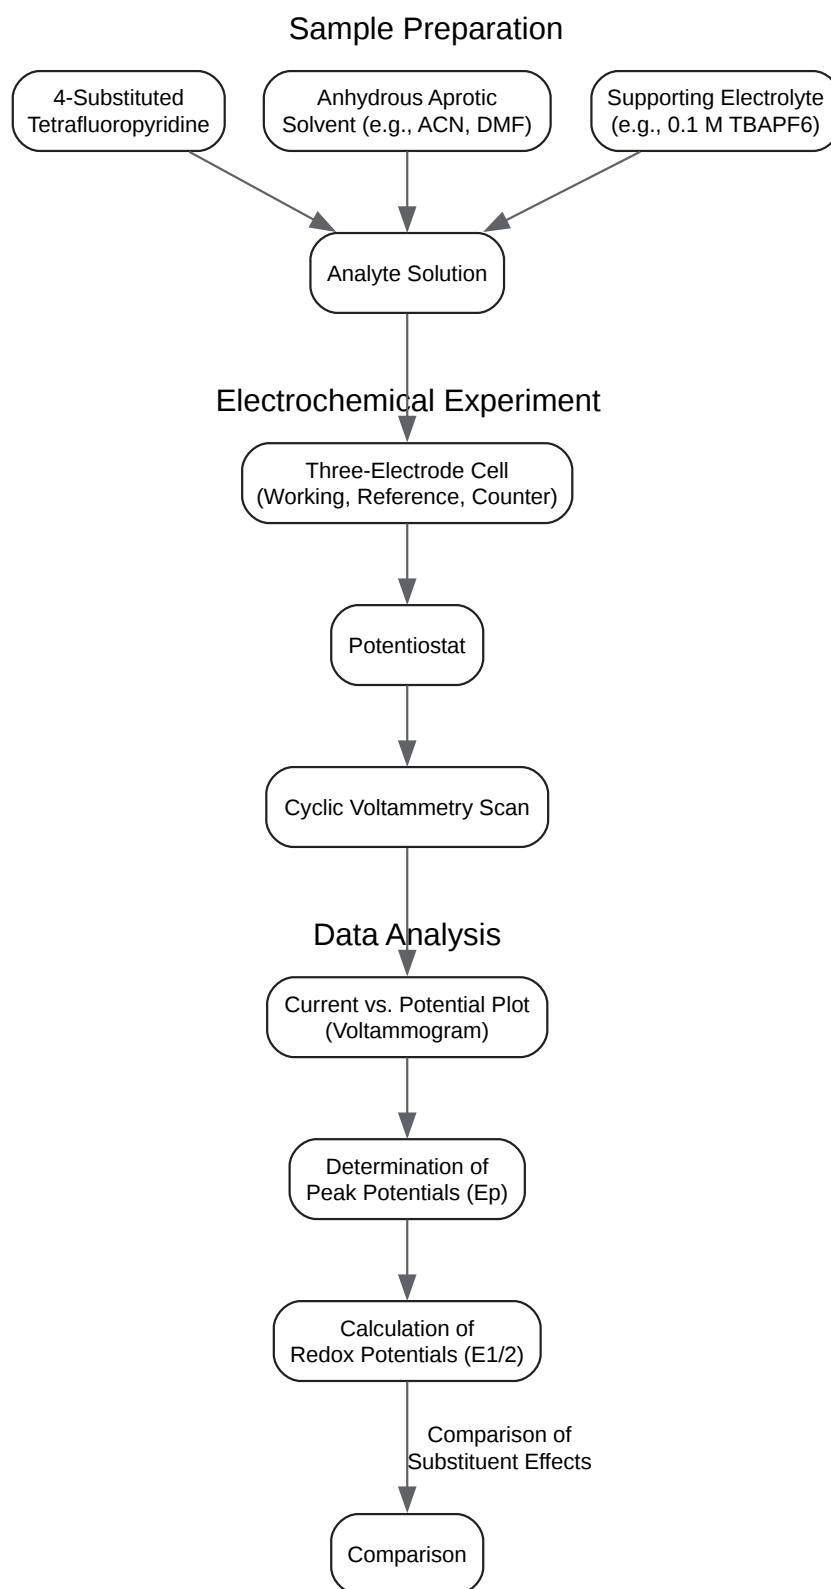 Sample Preparation
4-Substituted
Tetrafluoropyridine
Anhydrous Aprotic
Solvent (e.g., ACN, DMF)
Supporting Electrolyte
(e.g., 0.1 M TBAPF6)
Analyte Solution
Electrochemical Experiment
Three-Electrode Cell
(Working, Reference, Counter)
Potentiostat
Cyclic Voltammetry Scan
Data Analysis
Current vs. Potential Plot
(Voltammogram)
Determination of
Peak Potentials (Ep)
Calculation of
Redox Potentials (E1/2)
Comparison of
Substituent Effects
Comparison